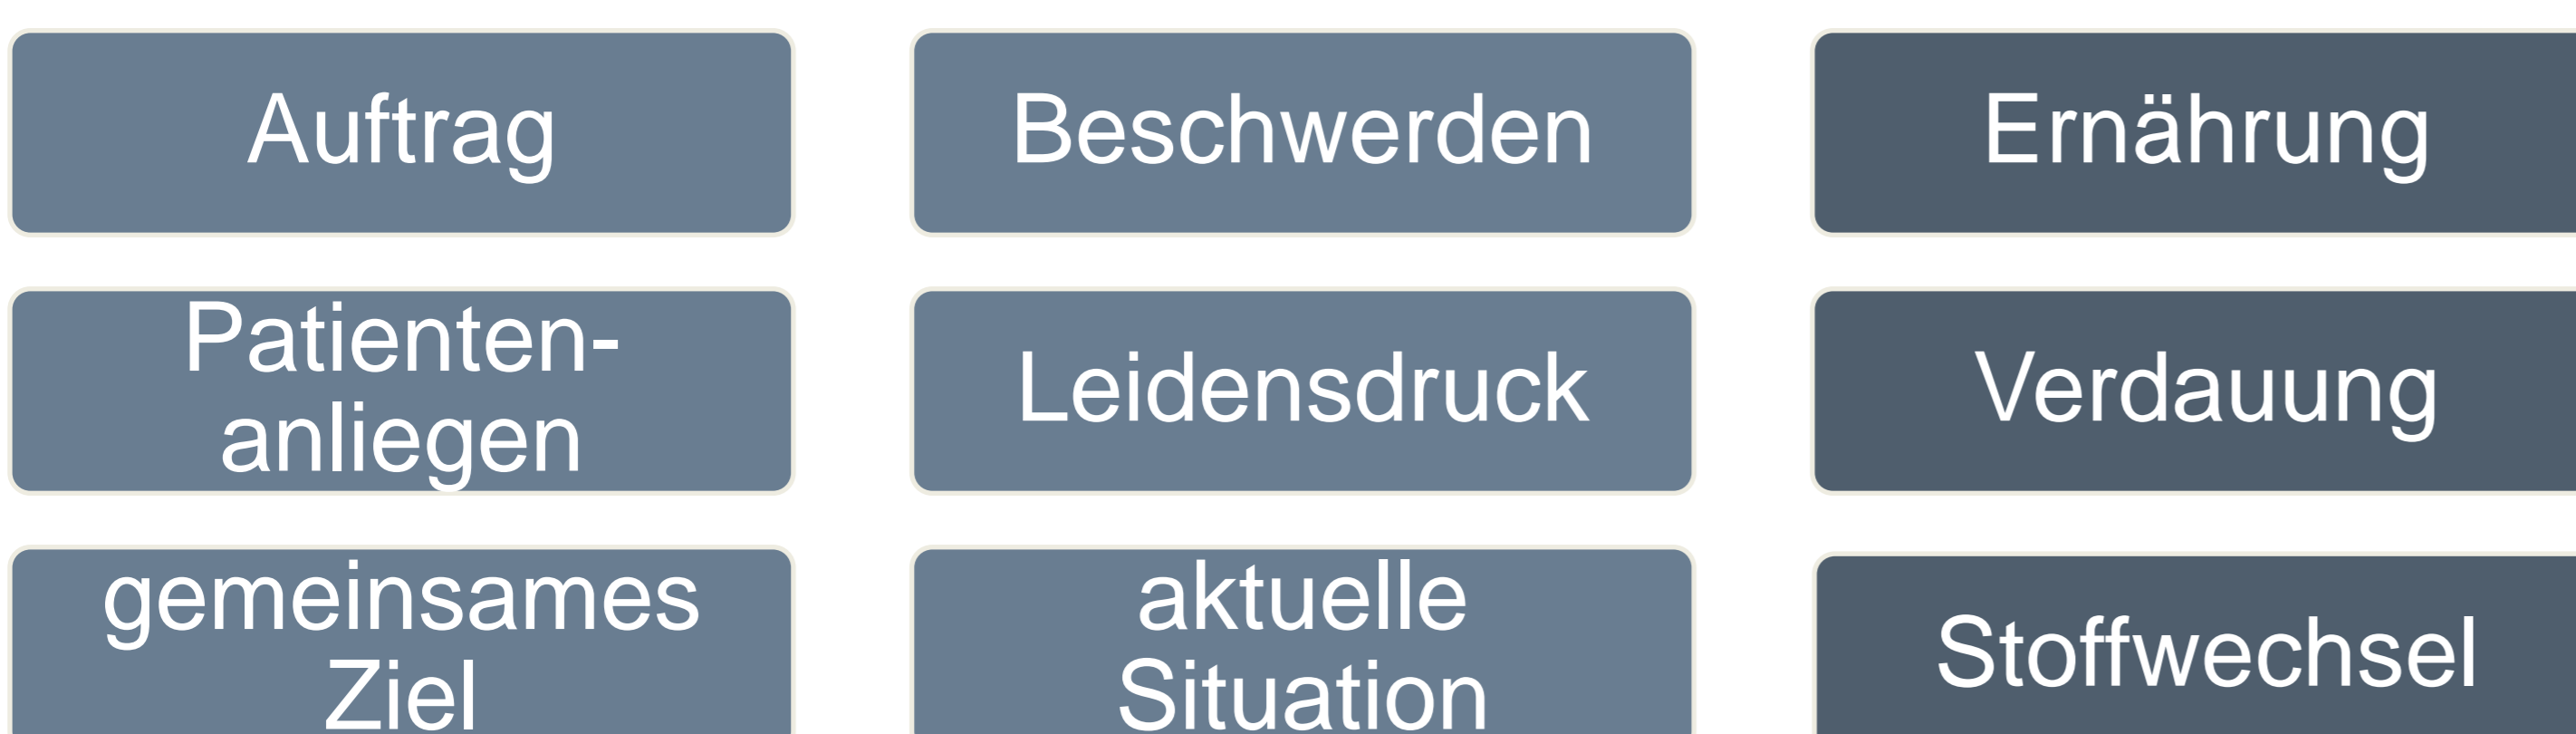 Auftrag
Beschwerden
Ernährung
Patienten-
anliegen
Leidensdruck
Verdauung
gemeinsames
Ziel
aktuelle
Situation
Stoffwechsel